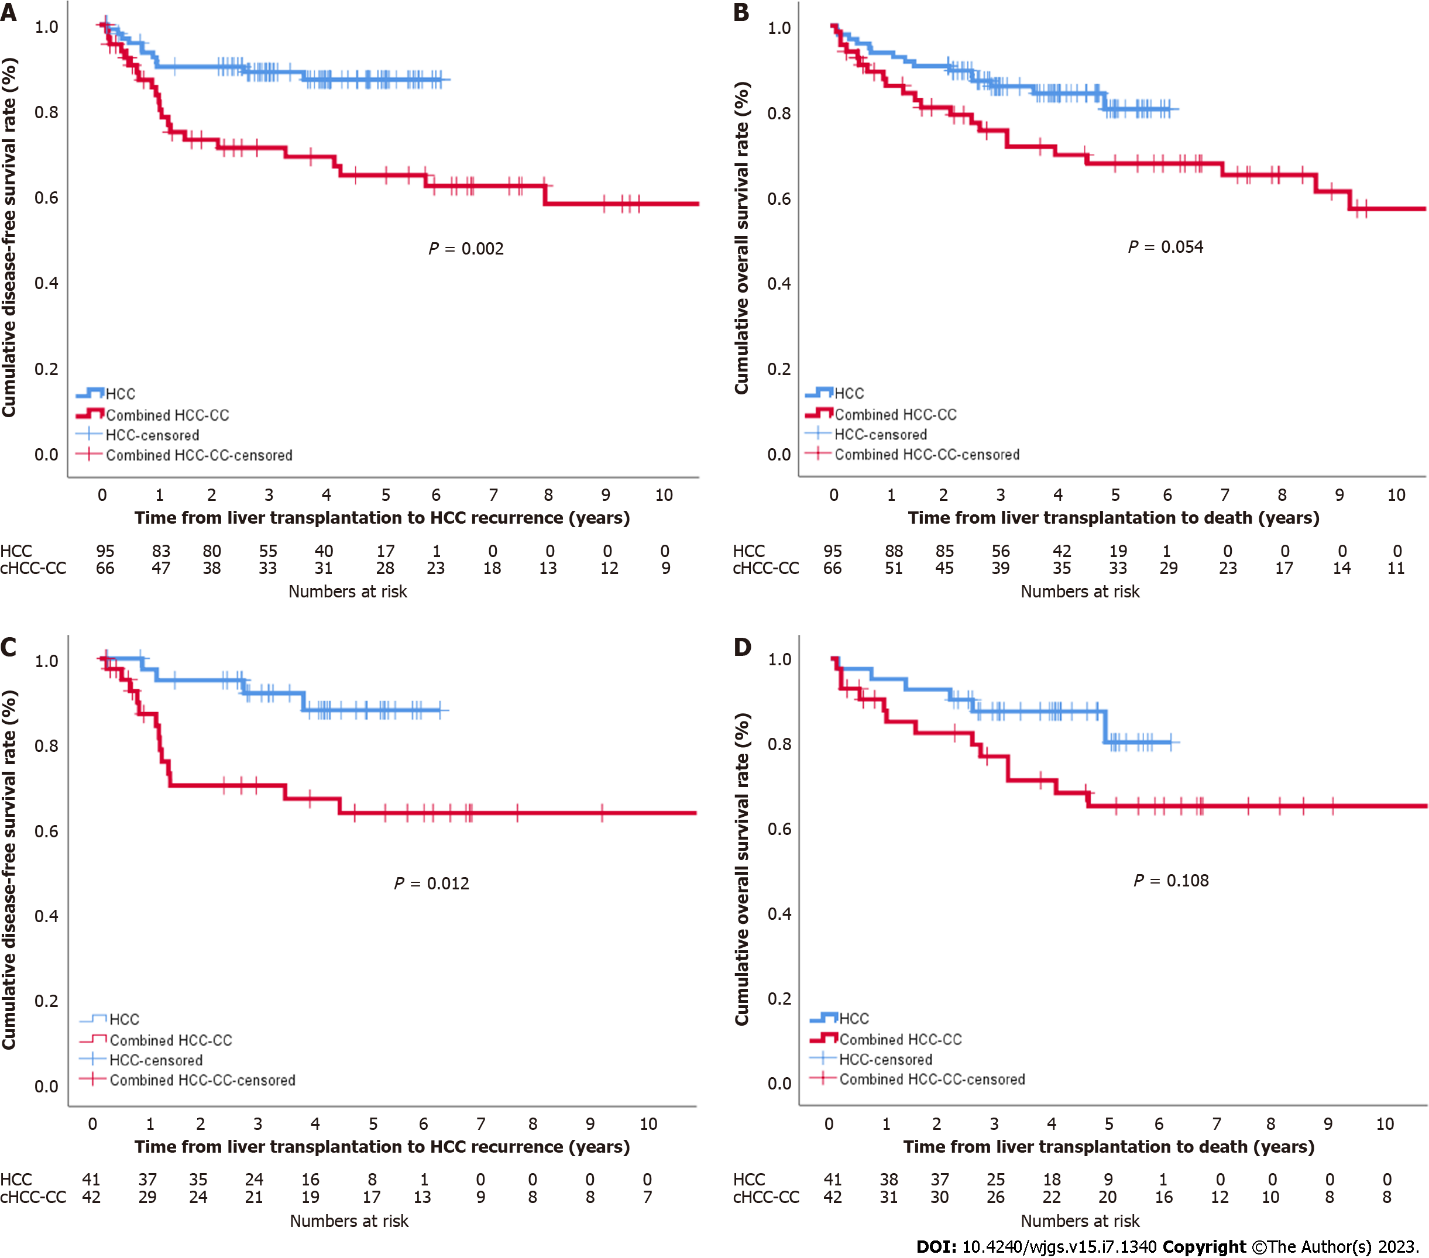 A
Cumulative disease-free survival rate (%)
1.0
0.8
0.6
0.4
0.2
0.0
P = 0.002
HCC
Combined HCC-CC
HCC-censored
Combined HCC-CC-censored
0 1 2 3 4 5 6 7 8 9 10
Time from liver transplantation to HCC recurrence (years)
HCC 95 83 80 55 40 17 1 0 0 0 0
cHCC-CC 66 47 38 33 31 28 23 18 13 12 9
Numbers at risk
B
Cumulative overall survival rate (%)
1.0
0.8
0.6
0.4
0.2
0.0
P = 0.054
HCC
Combined HCC-CC
HCC-censored
Combined HCC-CC-censored
0 1 2 3 4 5 6 7 8 9 10
Time from liver transplantation to death (years)
HCC 95 88 85 56 42 19 1 0 0 0 0
cHCC-CC 66 51 45 39 35 33 29 23 17 14 11
Numbers at risk
C
Cumulative disease-free survival rate (%)
1.0
0.8
0.6
0.4
0.2
0.0
P = 0.012
HCC
Combined HCC-CC
HCC-censored
Combined HCC-CC-censored
0 1 2 3 4 5 6 7 8 9 10
Time from liver transplantation to HCC recurrence (years)
HCC 41 37 35 24 16 8 1 0 0 0 0
cHCC-CC 42 29 24 21 19 17 13 9 8 8 7
Numbers at risk
D
Cumulative overall survival rate (%)
1.0
0.8
0.6
0.4
0.2
0.0
P = 0.108
HCC
Combined HCC-CC
HCC-censored
Combined HCC-CC-censored
0 1 2 3 4 5 6 7 8 9 10
Time from liver transplantation to death (years)
HCC 41 38 37 25 18 9 1 0 0 0 0
cHCC-CC 42 31 30 26 22 20 16 12 10 8 8
Numbers at risk
DOI: 10.4240/wjgs.v15.i7.1340 Copyright ©The Author(s) 2023.